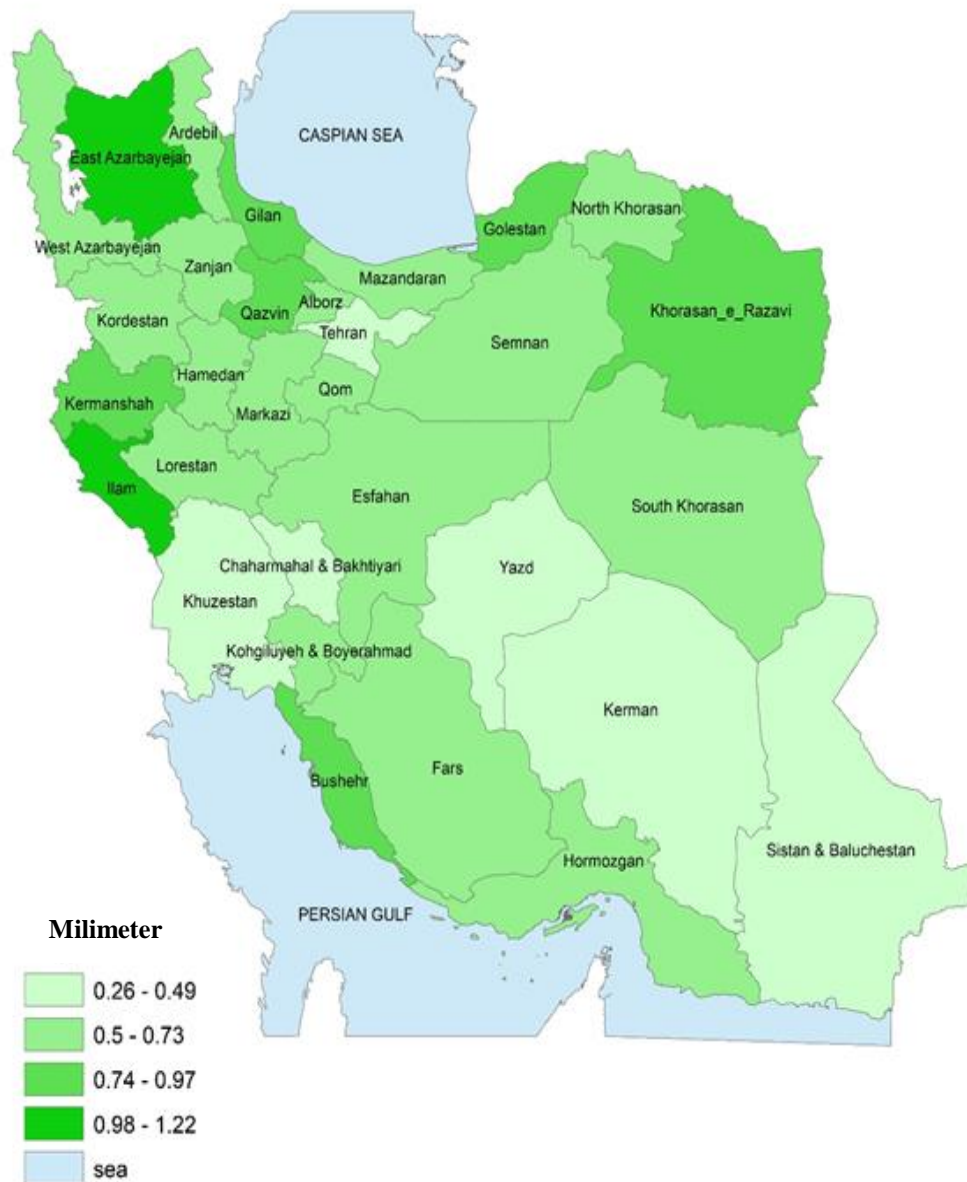 CASPIAN SEA
Ardebil
East Azarbayejan
Gilan
Golestan
North Khorasan
West Azarbayejan
Zanjan
Mazandaran
Qazvin
Alborz
Khorasan_e_Razavi
Kordestan
Tehran
Semnan
Hamedan
Qom
Kermanshah
Markazi
Lorestan
Ilam
Esfahan
South Khorasan
Chaharmahal & Bakhtiyari
Yazd
Khuzestan
Kohgiluyeh & Boyerahmad
Kerman
Fars
Bushehr
Sistan & Baluchestan
Hormozgan
PERSIAN GULF
Milimeter
0.26 - 0.49
0.5 - 0.73
0.74 - 0.97
0.98 - 1.22
sea